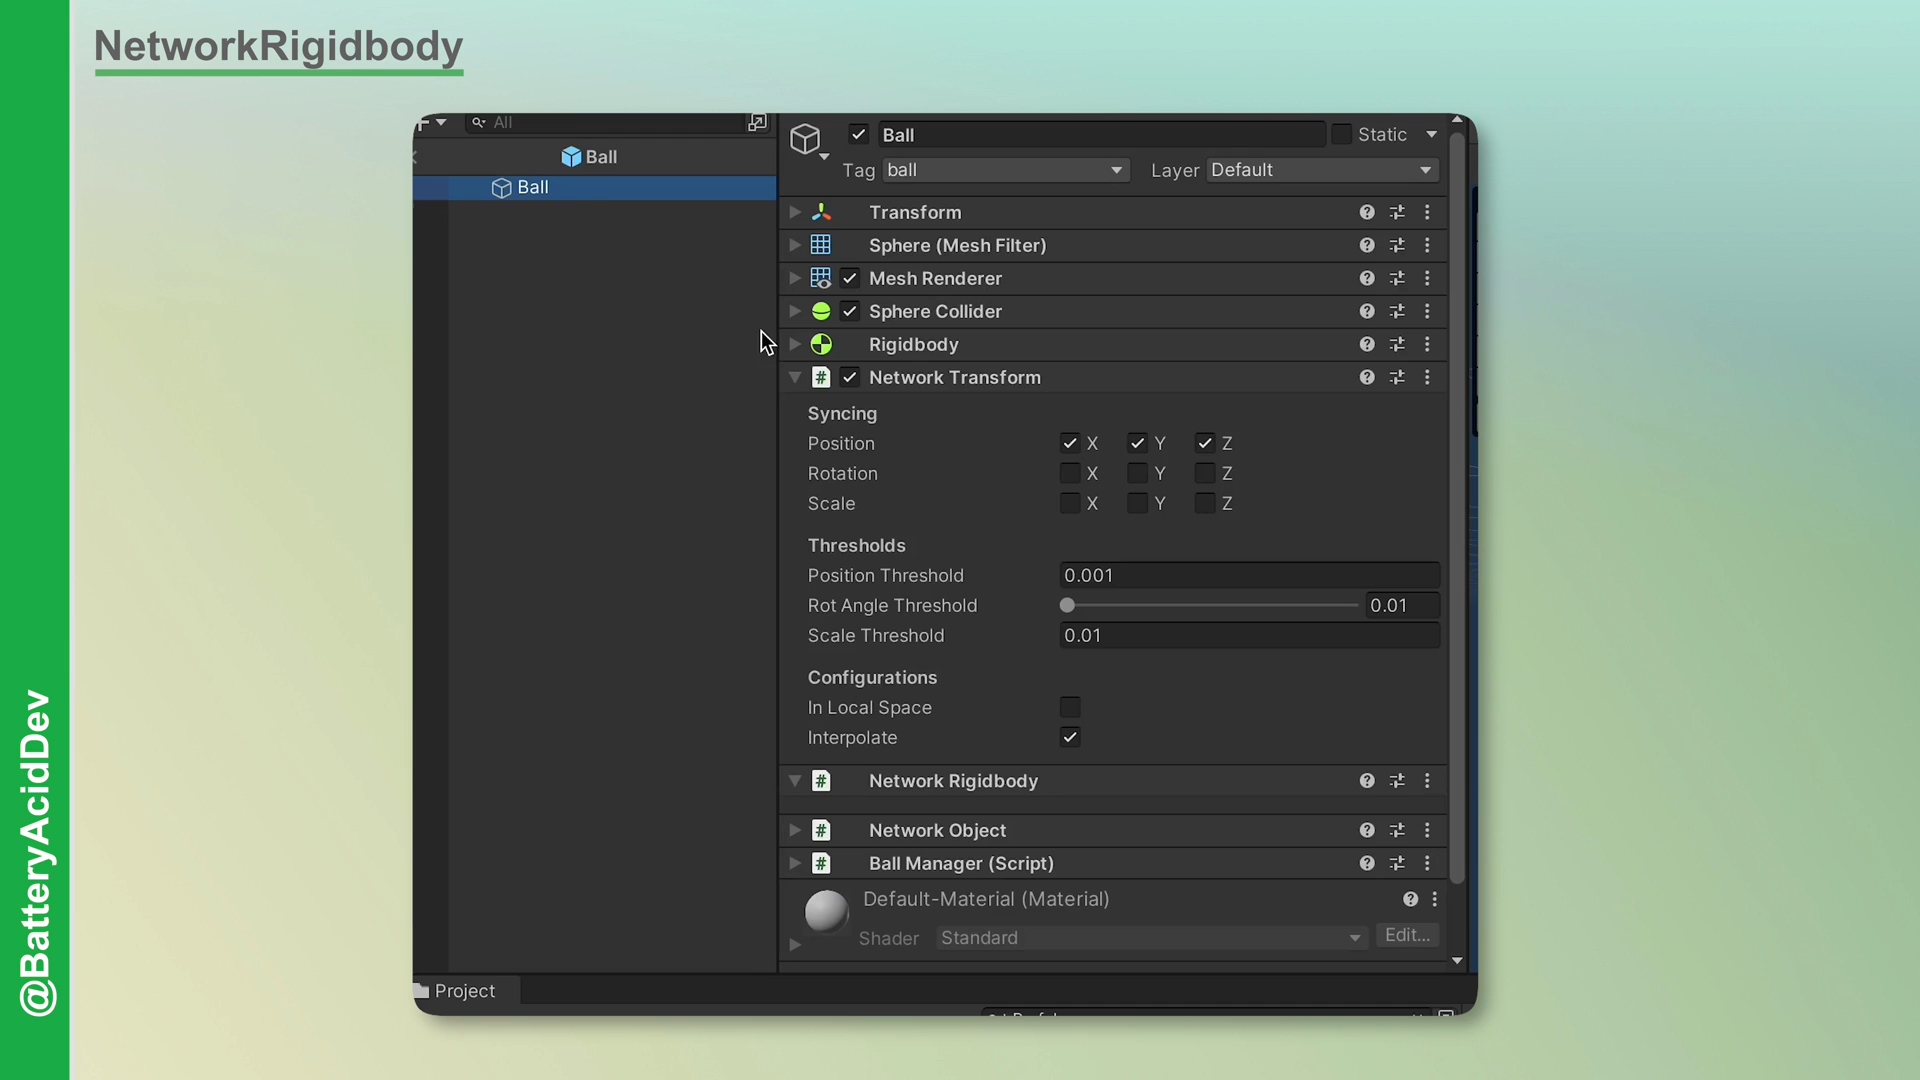 NetworkRigidbody
@BatteryAcidDev
All
Ball
Ball
Ball
Static
Tag ball Layer Default
Transform
Sphere (Mesh Filter)
Mesh Renderer
Sphere Collider
Rigidbody
# Network Transform
Syncing
Position X Y Z
Rotation X Y Z
Scale X Y Z
Thresholds
Position Threshold 0.001
Rot Angle Threshold 0.01
Scale Threshold 0.01
Configurations
In Local Space
Interpolate
# Network Rigidbody
# Network Object
# Ball Manager (Script)
Default-Material (Material)
Shader Standard Edit...
Project